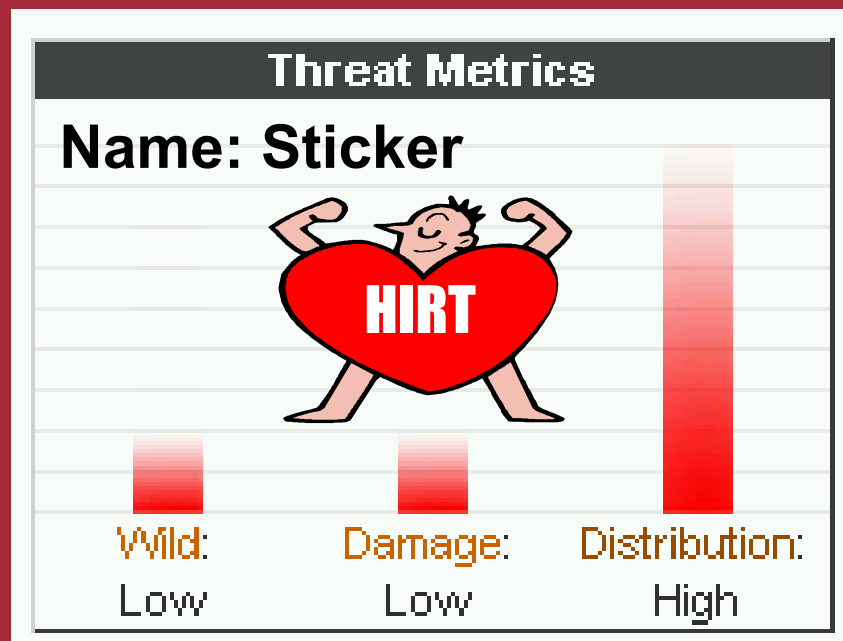 Threat Metrics
Name: Sticker
HIRT
Wild: Damage: Distribution:
Low Low High